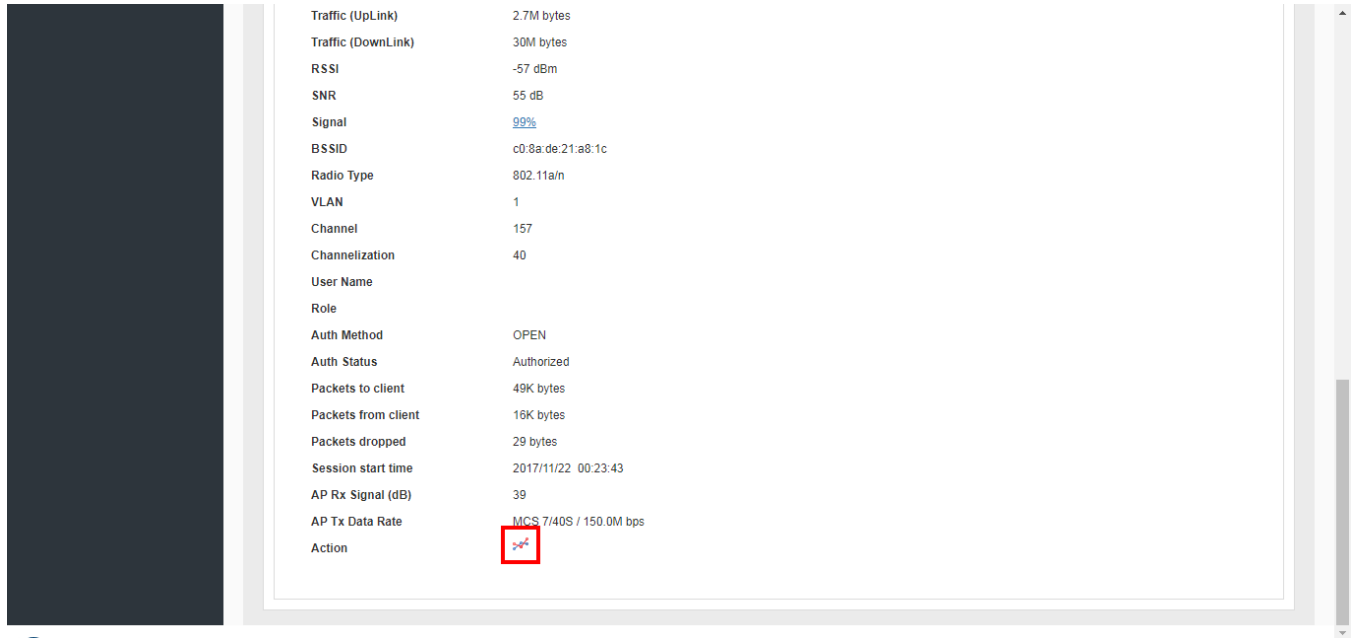 Traffic (UpLink) 2.7M bytes
Traffic (DownLink) 30M bytes
RSSI -57 dBm
SNR 55 dB
Signal 99%
BSSID c0:8a:de:21:a8:1c
Radio Type 802.11a/n
VLAN 1
Channel 157
Channelization 40
User Name
Role
Auth Method OPEN
Auth Status Authorized
Packets to client 49K bytes
Packets from client 16K bytes
Packets dropped 29 bytes
Session start time 2017/11/22 00:23:43
AP Rx Signal (dB) 39
AP Tx Data Rate MCS 7/40S / 150.0M bps
Action